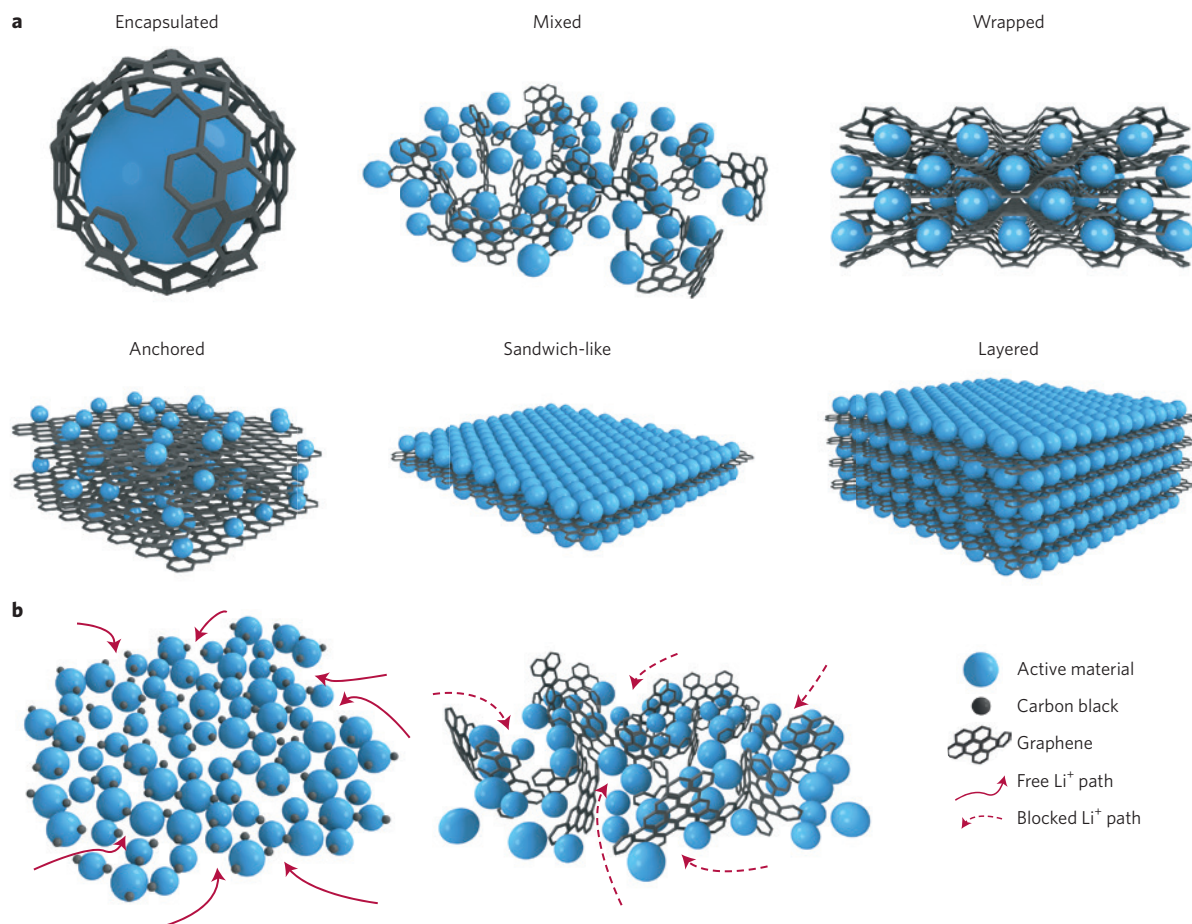 a
Encapsulated
Mixed
Wrapped
Anchored
Sandwich-like
Layered
b
Active material
Carbon black
Graphene
Free Li⁺ path
Blocked Li⁺ path